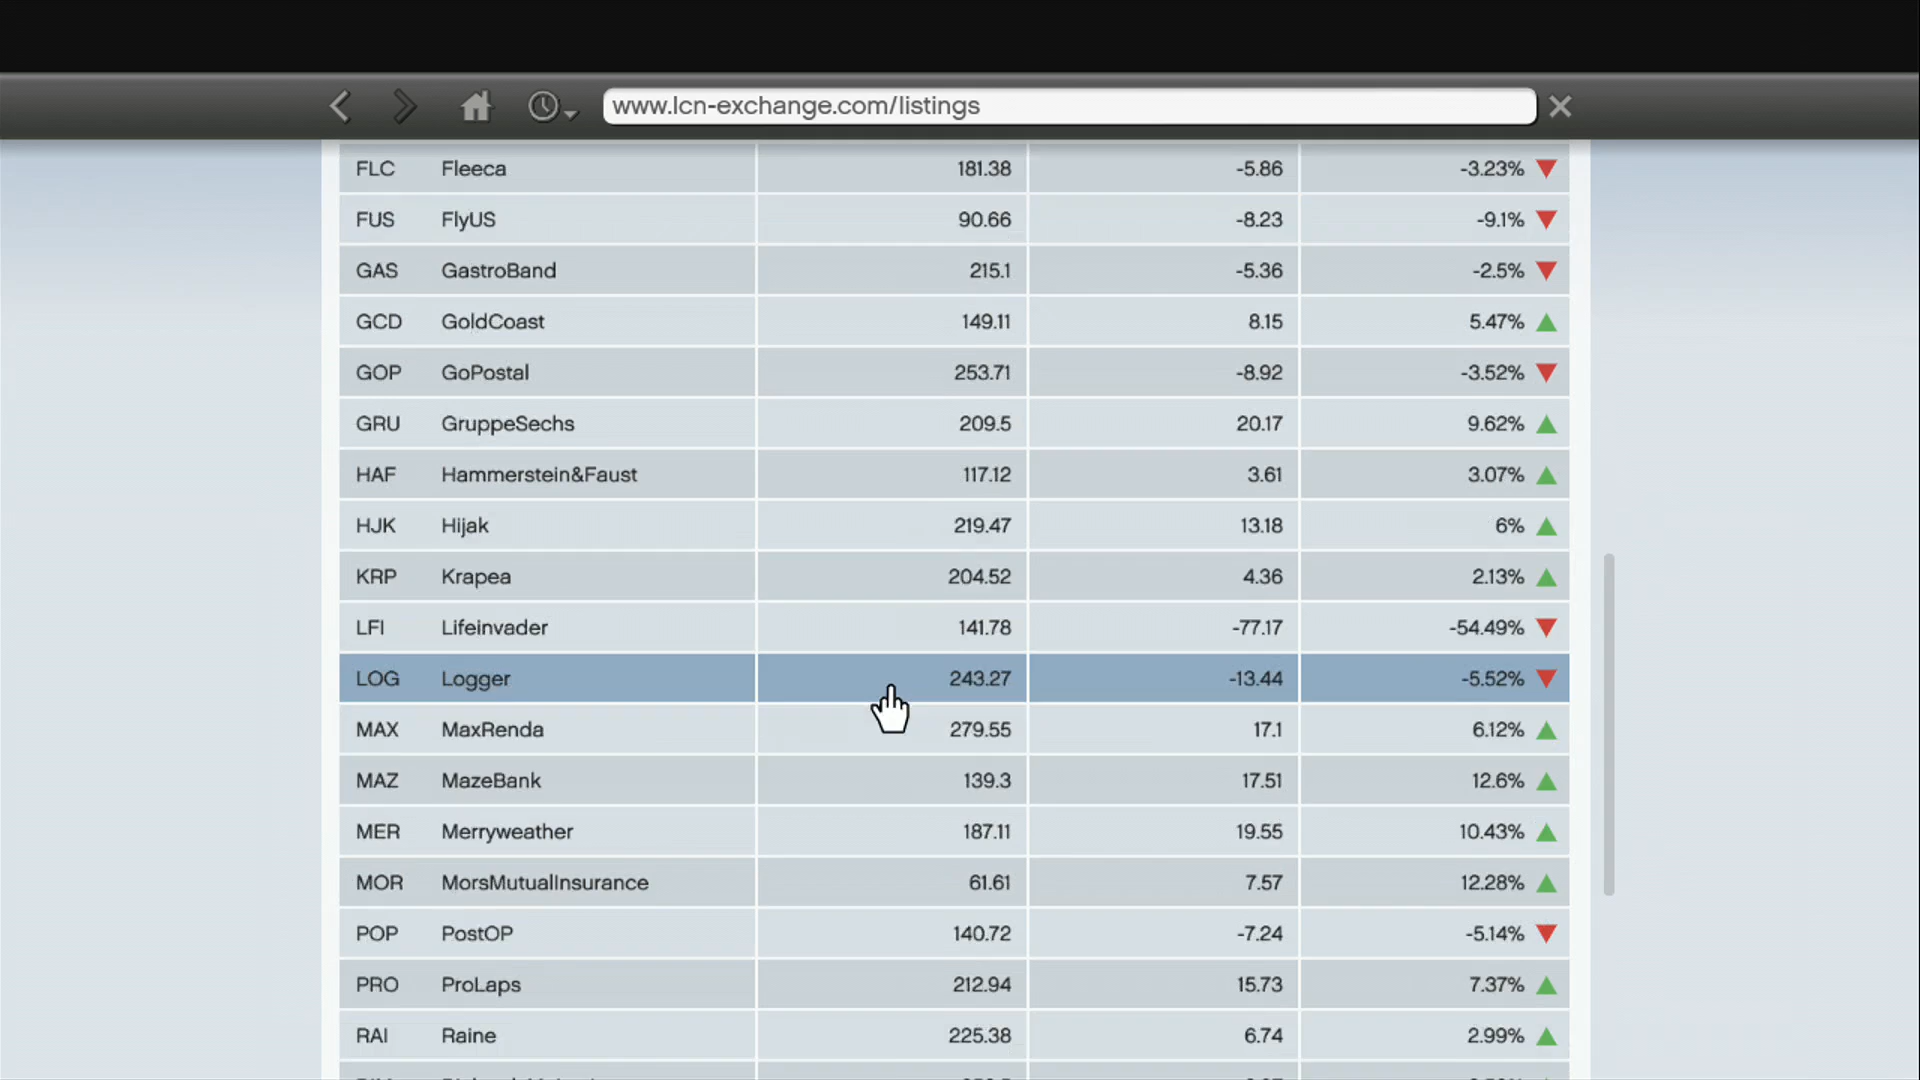 www.lcn-exchange.com/listings
FLC Fleeca 181.38 -5.86 -3.23%
FUS FlyUS 90.66 -8.23 -9.1%
GAS GastroBand 215.1 -5.36 -2.5%
GCD GoldCoast 149.11 8.15 5.47%
GOP GoPostal 253.71 -8.92 -3.52%
GRU GruppeSechs 209.5 20.17 9.62%
HAF Hammerstein&Faust 117.12 3.61 3.07%
HJK Hijak 219.47 13.18 6%
KRP Krapea 204.52 4.36 2.13%
LFI Lifeinvader 141.78 -77.17 -54.49%
LOG Logger 243.27 -13.44 -5.52%
MAX MaxRenda 279.55 17.1 6.12%
MAZ MazeBank 139.3 17.51 12.6%
MER Merryweather 187.11 19.55 10.43%
MOR MorsMutualInsurance 61.61 7.57 12.28%
POP PostOP 140.72 -7.24 -5.14%
PRO ProLaps 212.94 15.73 7.37%
RAI Raine 225.38 6.74 2.99%